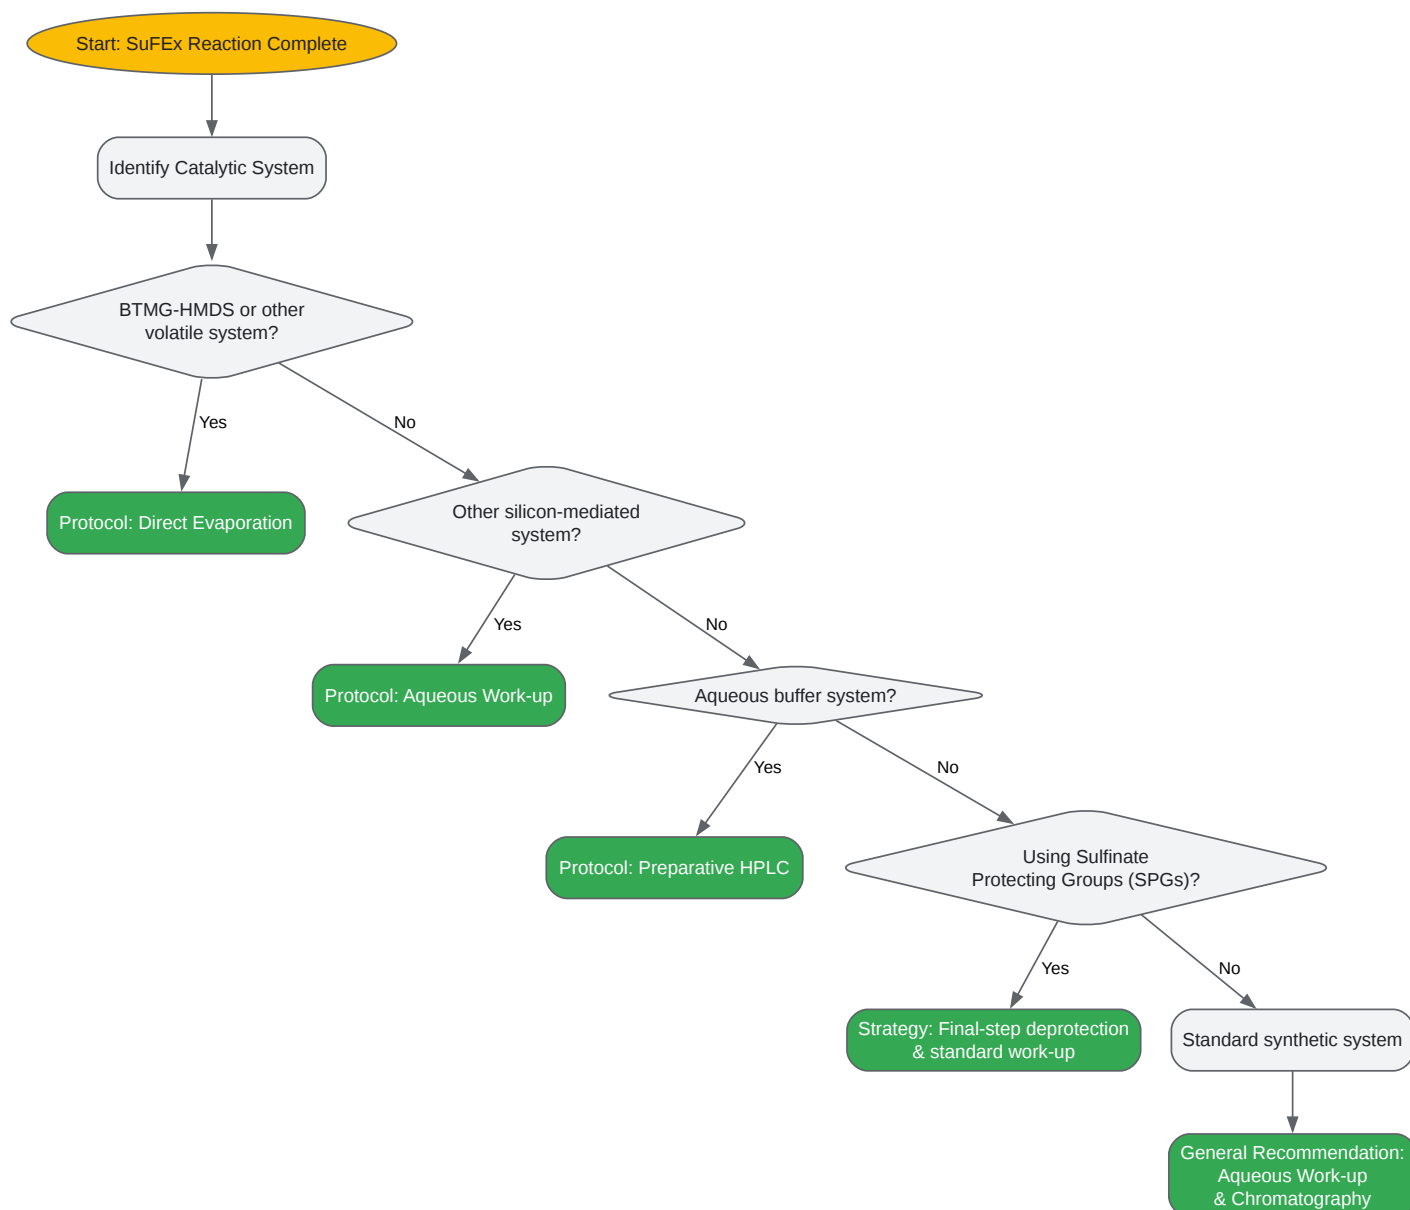 Start: SuFEx Reaction Complete
Identify Catalytic System
BTMG-HMDS or other
volatile system?
Yes
No
Protocol: Direct Evaporation
Other silicon-mediated
system?
Yes
No
Protocol: Aqueous Work-up
Aqueous buffer system?
Yes
No
Protocol: Preparative HPLC
Using Sulfinate
Protecting Groups (SPGs)?
Yes
No
Strategy: Final-step deprotection
& standard work-up
Standard synthetic system
General Recommendation:
Aqueous Work-up
& Chromatography